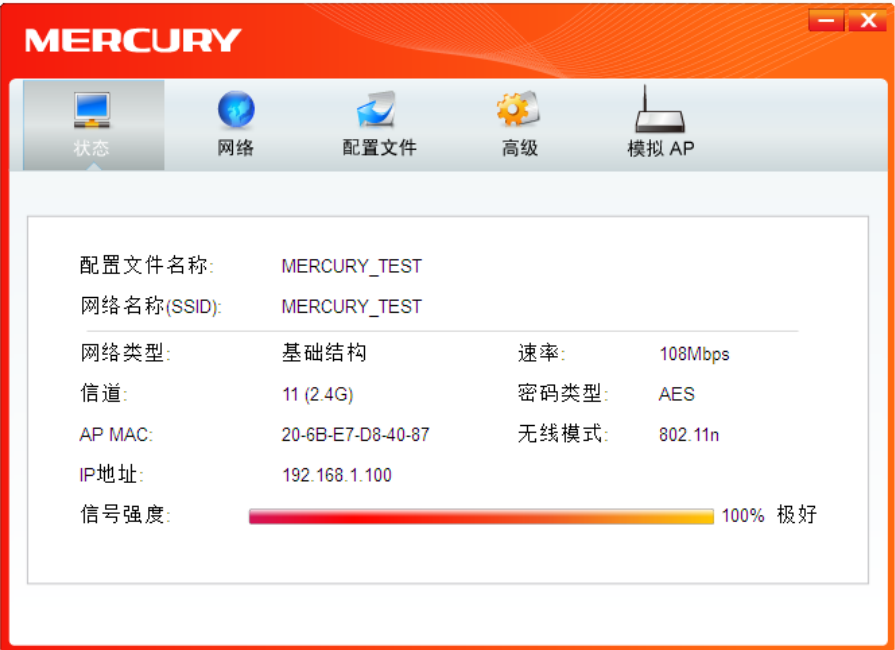 MERCURY
状态 网络 配置文件 高级 模拟 AP
配置文件名称: MERCURY_TEST
网络名称(SSID): MERCURY_TEST
网络类型: 基础结构 速率: 108Mbps
信道: 11 (2.4G) 密码类型: AES
AP MAC: 20-6B-E7-D8-40-87 无线模式: 802.11n
IP地址: 192.168.1.100
信号强度: 100% 极好